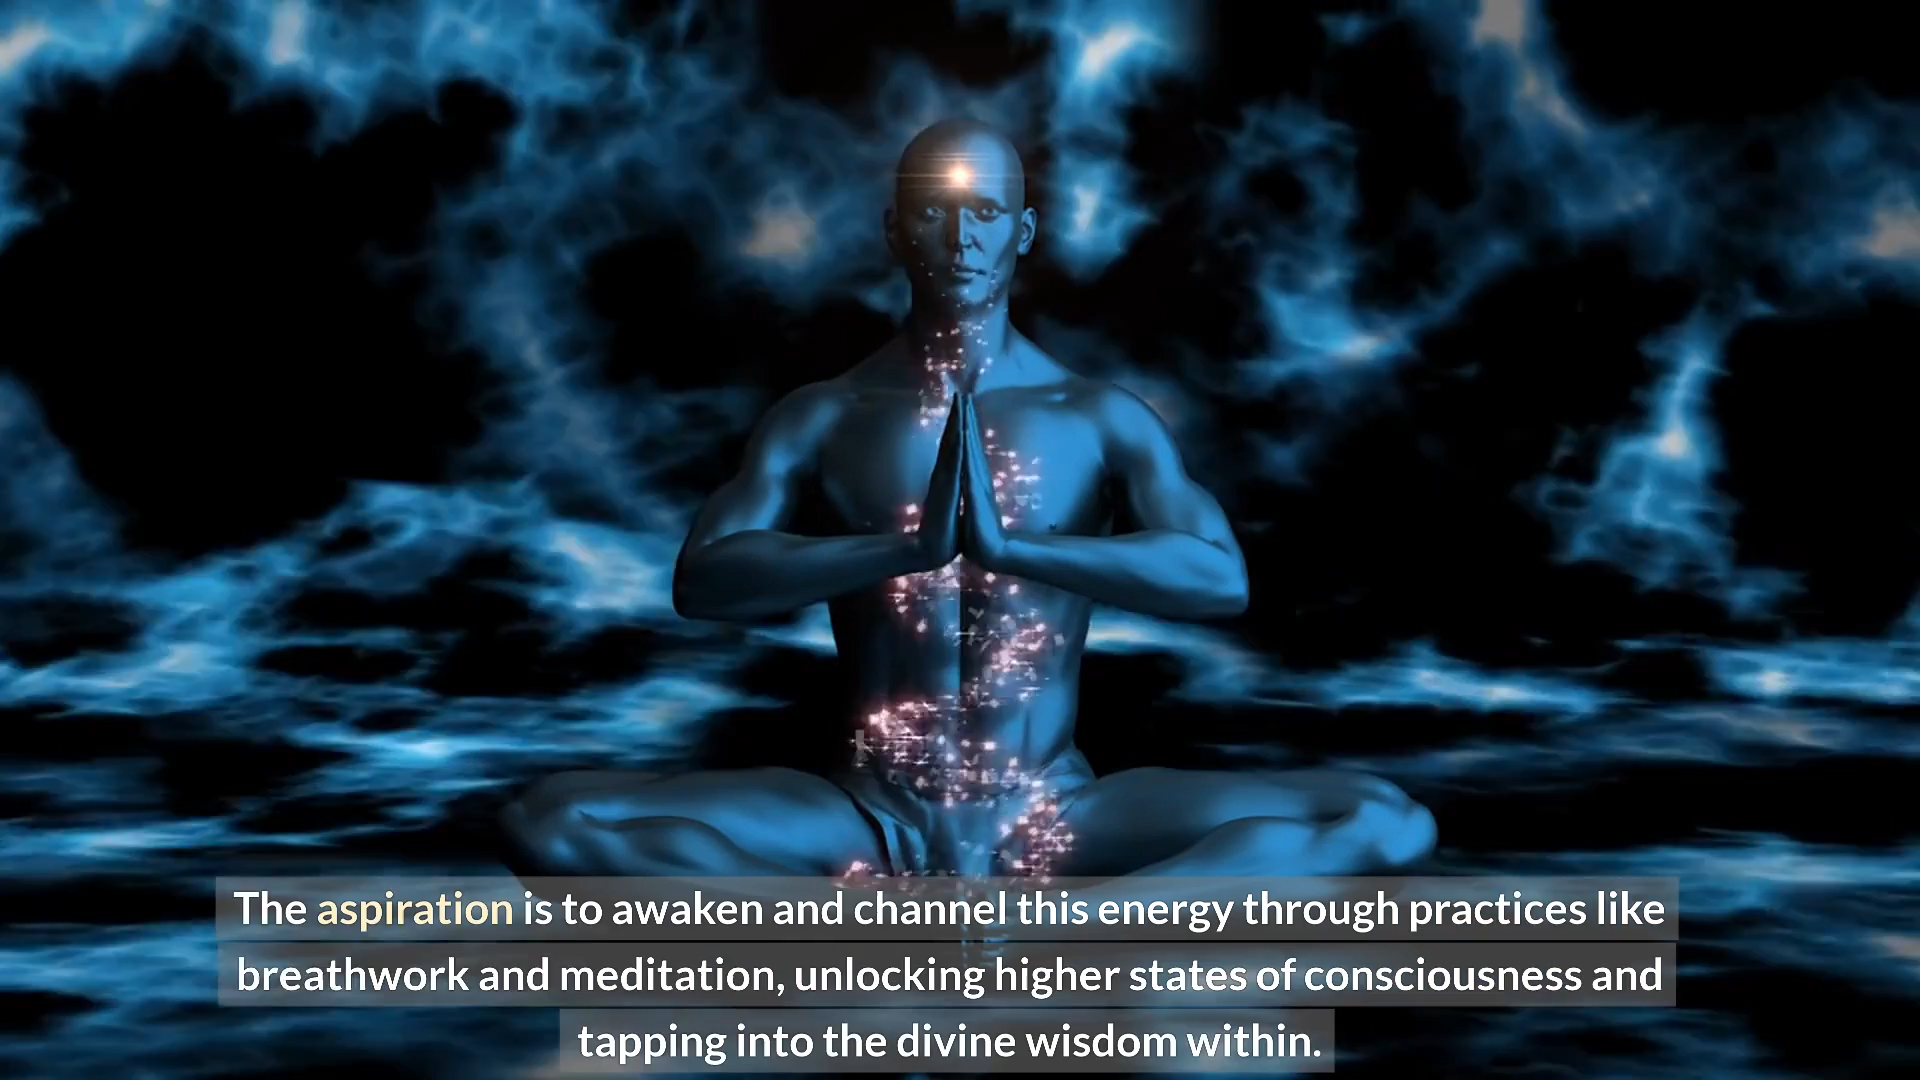 The aspiration is to awaken and channel this energy through practices like
breathwork and meditation, unlocking higher states of consciousness and
tapping into the divine wisdom within.